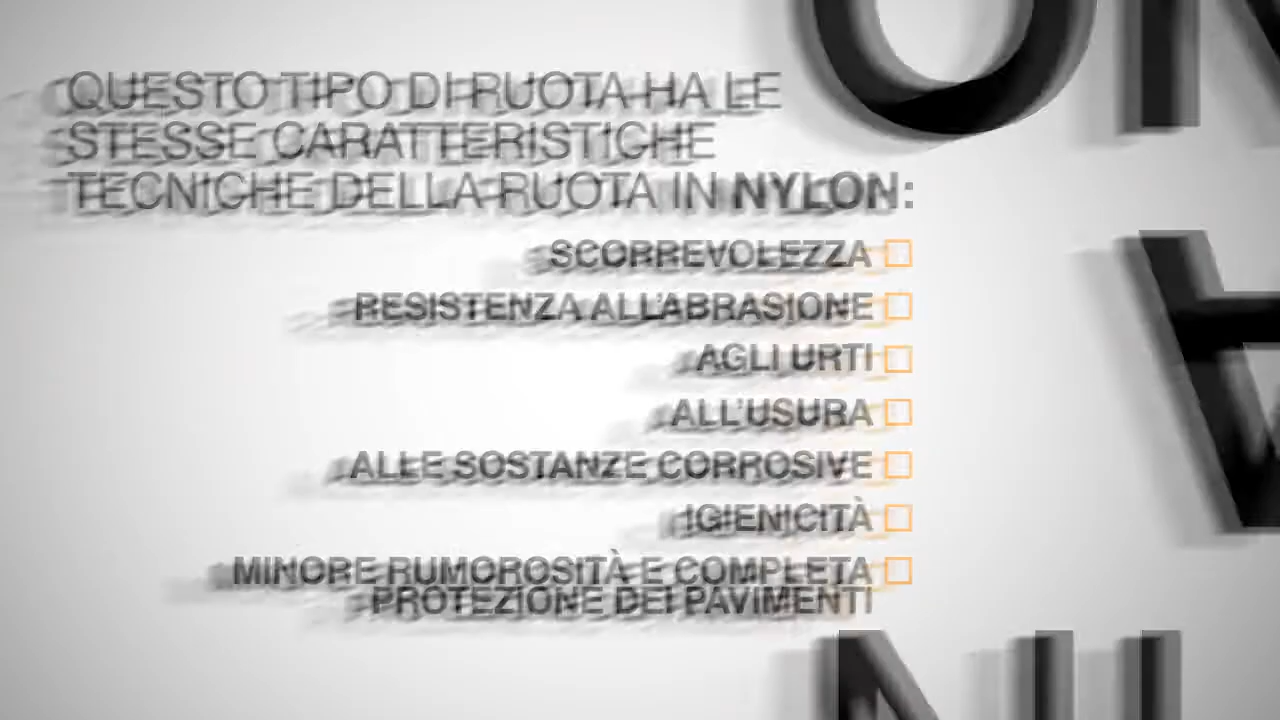 QUESTO TIPO DI RUOTA HA LE
STESSE CARATTERISTICHE
TECNICHE DELLA RUOTA IN NYLON:
SCORREVOLEZZA
RESISTENZA ALL'ABRASIONE
AGLI URTI
ALL'USURA
ALLE SOSTANZE CORROSIVE
IGIENICITÀ
MINORE RUMOROSITÀ E COMPLETA
PROTEZIONE DEI PAVIMENTI